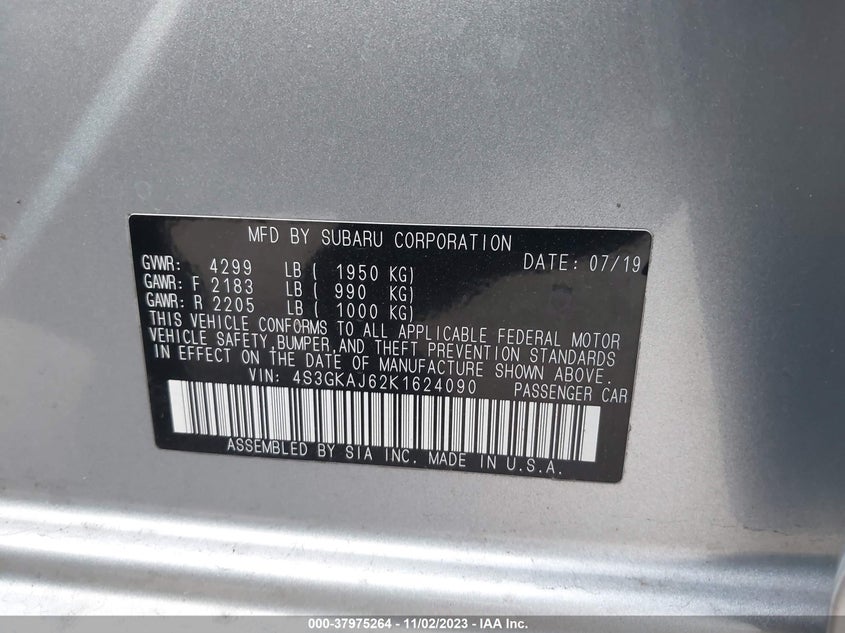 MFD BY SUBARU CORPORATION
GVWR: 4299 LB ( 1950 KG) DATE: 07/19
GAWR: F 2183 LB ( 990 KG)
GAWR: R 2205 LB ( 1000 KG)
THIS VEHICLE CONFORMS TO ALL APPLICABLE FEDERAL MOTOR
VEHICLE SAFETY,BUMPER,AND THEFT PREVENTION STANDARDS
IN EFFECT ON THE DATE OF MANUFACTURE SHOWN ABOVE.
VIN: 4S3GKAJ62K1624090 PASSENGER CAR
ASSEMBLED BY SIA INC. MADE IN U.S.A.
000-37975264 - 11/02/2023 - IAA Inc.